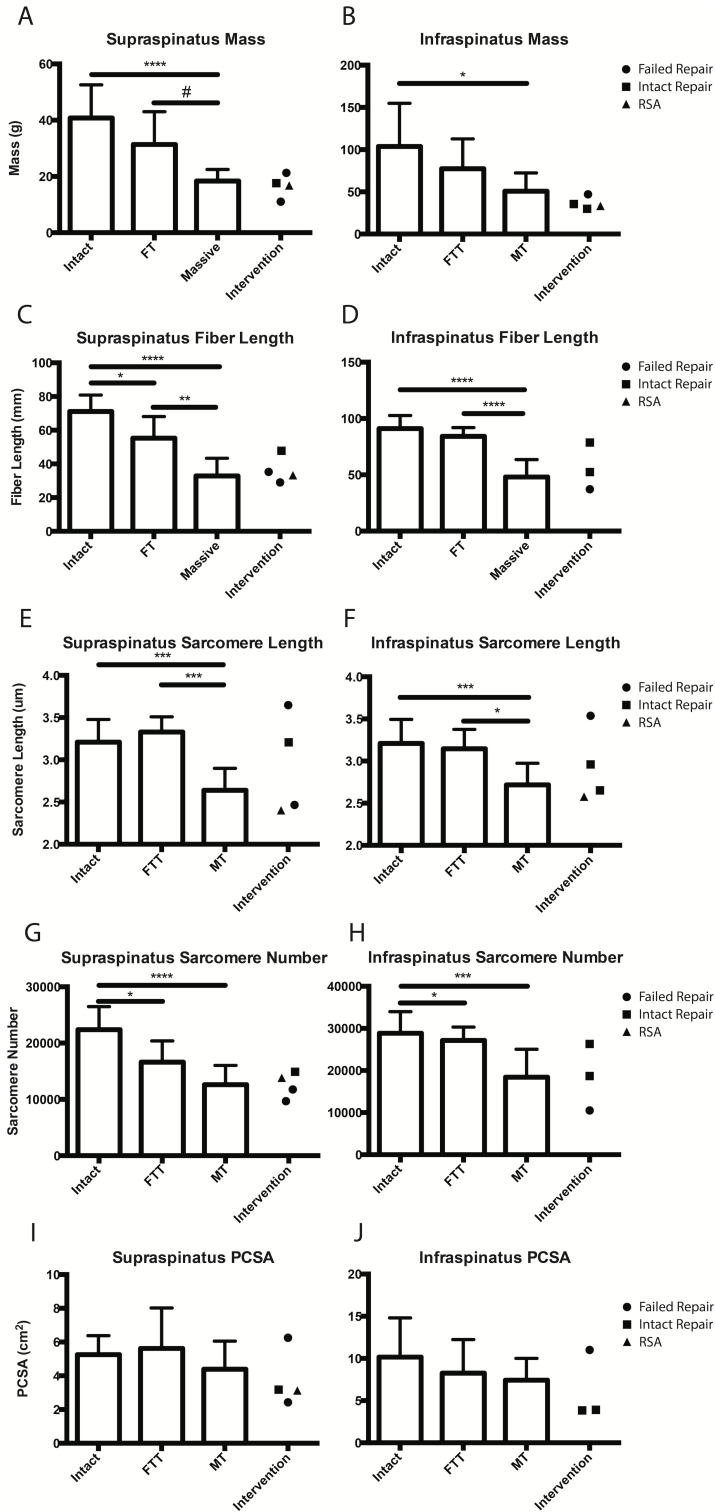 A
Supraspinatus Mass
Mass (g)
60
40
20
0
****
#
Intact
FT
Massive
Intervention
B
Infraspinatus Mass
200
150
100
50
0
*
Intact
FTT
MT
Intervention
Failed Repair
Intact Repair
RSA
C
Supraspinatus Fiber Length
Fiber Length (mm)
100
80
60
40
20
0
****
*
**
Intact
FT
Massive
Intervention
D
Infraspinatus Fiber Length
150
100
50
0
****
****
Intact
FT
Massive
Intervention
Failed Repair
Intact Repair
RSA
E
Supraspinatus Sarcomere Length
Sarcomere Length (um)
4.0
3.5
3.0
2.5
2.0
***
***
Intact
FTT
MT
Intervention
F
Infraspinatus Sarcomere Length
4.0
3.5
3.0
2.5
2.0
***
*
Intact
FTT
MT
Intervention
Failed Repair
Intact Repair
RSA
G
Supraspinatus Sarcomere Number
Sarcomere Number
30000
20000
10000
0
****
*
Intact
FTT
MT
Intervention
H
Infraspinatus Sarcomere Number
40000
30000
20000
10000
0
***
*
Intact
FTT
MT
Intervention
Failed Repair
Intact Repair
RSA
I
Supraspinatus PCSA
PCSA (cm²)
10
8
6
4
2
0
Intact
FTT
MT
Intervention
J
Infraspinatus PCSA
20
15
10
5
0
Intact
FTT
MT
Intervention
Failed Repair
Intact Repair
RSA